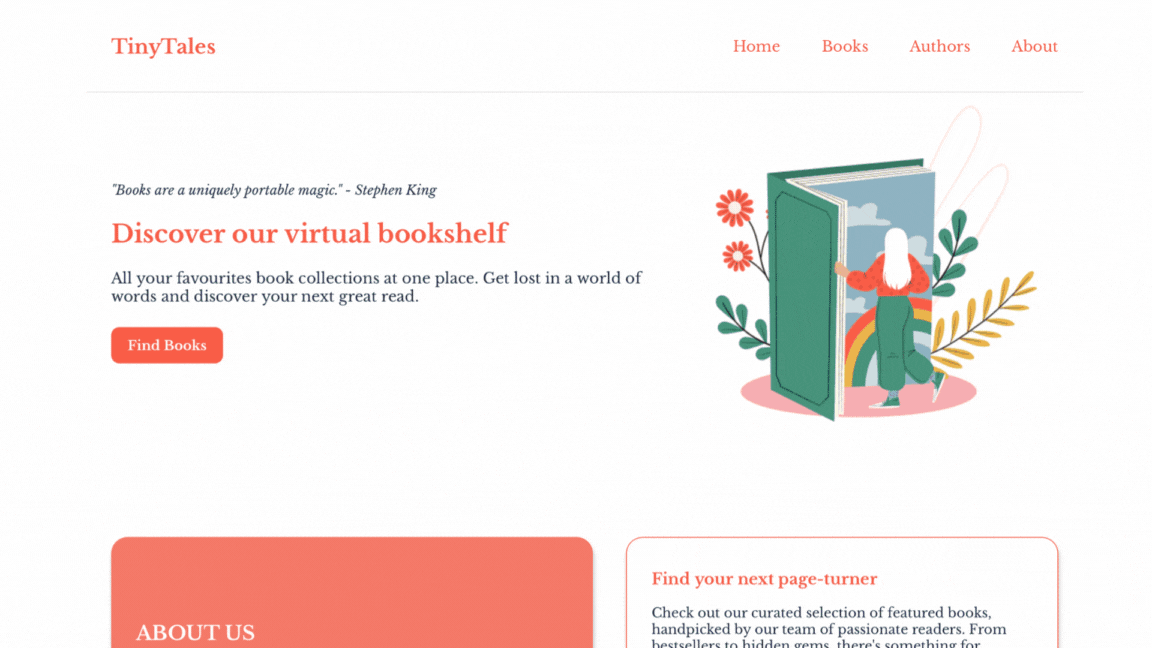 TinyTales
Home Books Authors About
"Books are a uniquely portable magic." - Stephen King
Discover our virtual bookshelf
All your favourites book collections at one place. Get lost in a world of
words and discover your next great read.
Find Books
ABOUT US
Find your next page-turner
Check out our curated selection of featured books,
handpicked by our team of passionate readers. From
bestsellers to hidden gems, there's something for